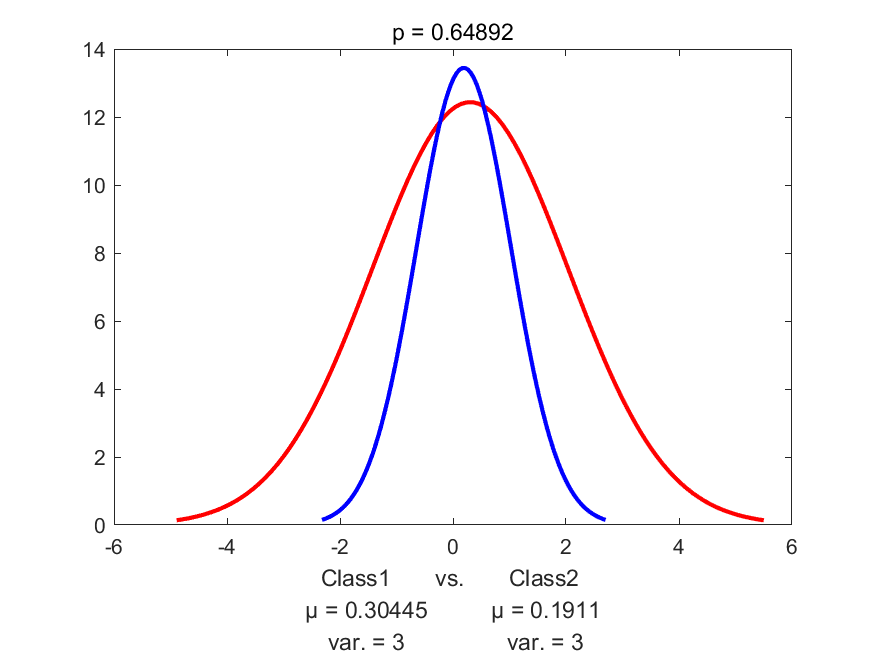 p = 0.64892
14
12
10
8
6
4
2
0
-6 -4 -2 0 2 4 6
Class1 vs. Class2
μ = 0.30445 μ = 0.1911
var. = 3 var. = 3